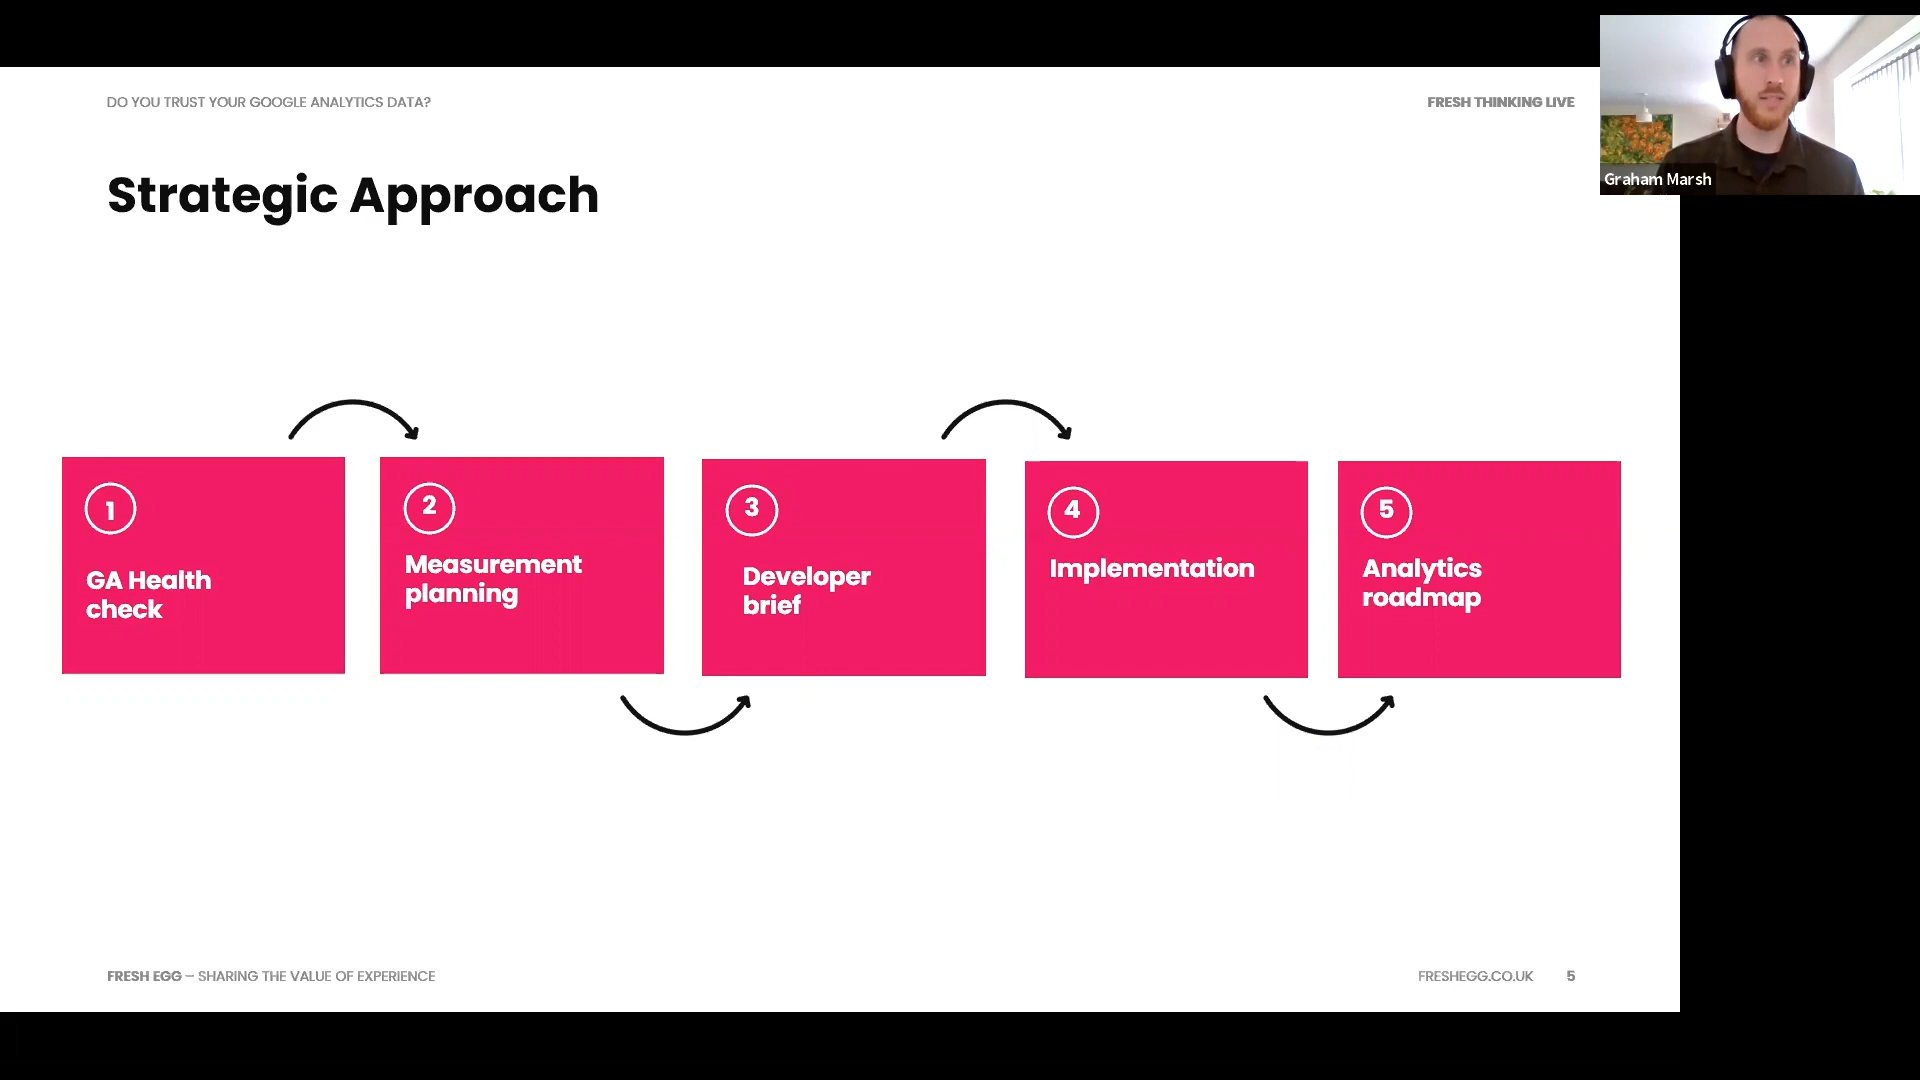 DO YOU TRUST YOUR GOOGLE ANALYTICS DATA?
FRESH THINKING LIVE
Graham Marsh
Strategic Approach
1
GA Health
check
2
Measurement
planning
3
Developer
brief
4
Implementation
5
Analytics
roadmap
FRESH EGG – SHARING THE VALUE OF EXPERIENCE
FRESHEGG.CO.UK
5